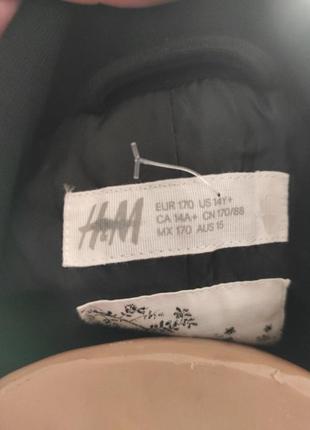 H&M
EUR 170 US 14Y+
CA 14A+ CN 170/88
MX 170 AUS 15